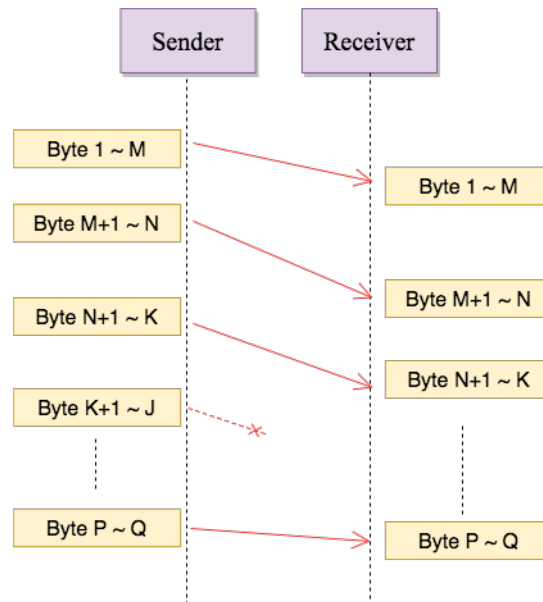 Sender
Receiver
Byte 1 ~ M
Byte 1 ~ M
Byte M+1 ~ N
Byte M+1 ~ N
Byte N+1 ~ K
Byte N+1 ~ K
Byte K+1 ~ J
Byte P ~ Q
Byte P ~ Q